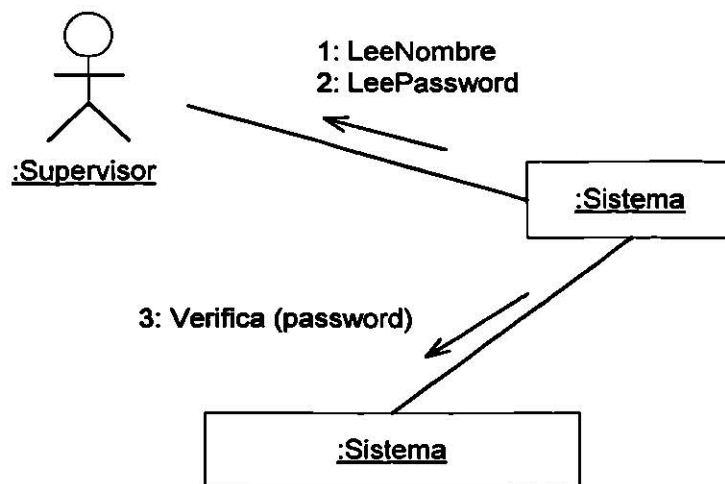 1: LeeNombre
2: LeePassword
:Supervisor
:Sistema
3: Verifica (password)
:Sistema